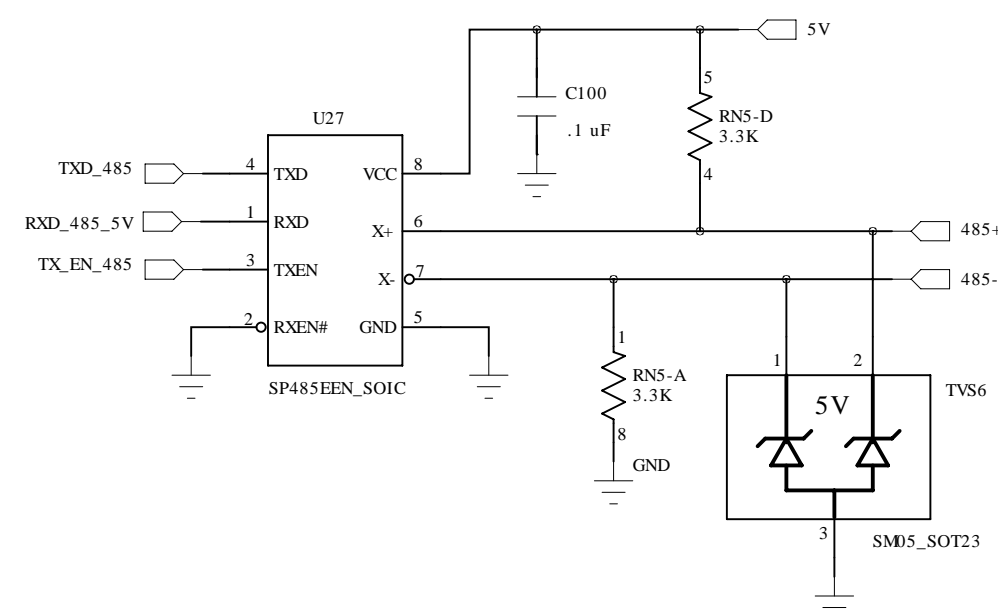 5V
C100
.1 uF
5
RN5-D
3.3K
4
U27
TXD_485
4
TXD
VCC
8
RXD_485_5V
1
RXD
X+
6
485+
TX_EN_485
3
TXEN
X-
7
485-
2
RXEN#
GND
5
SP485EEN_SOIC
1
RN5-A
3.3K
8
GND
1
2
TVS6
5V
3
SM05_SOT23